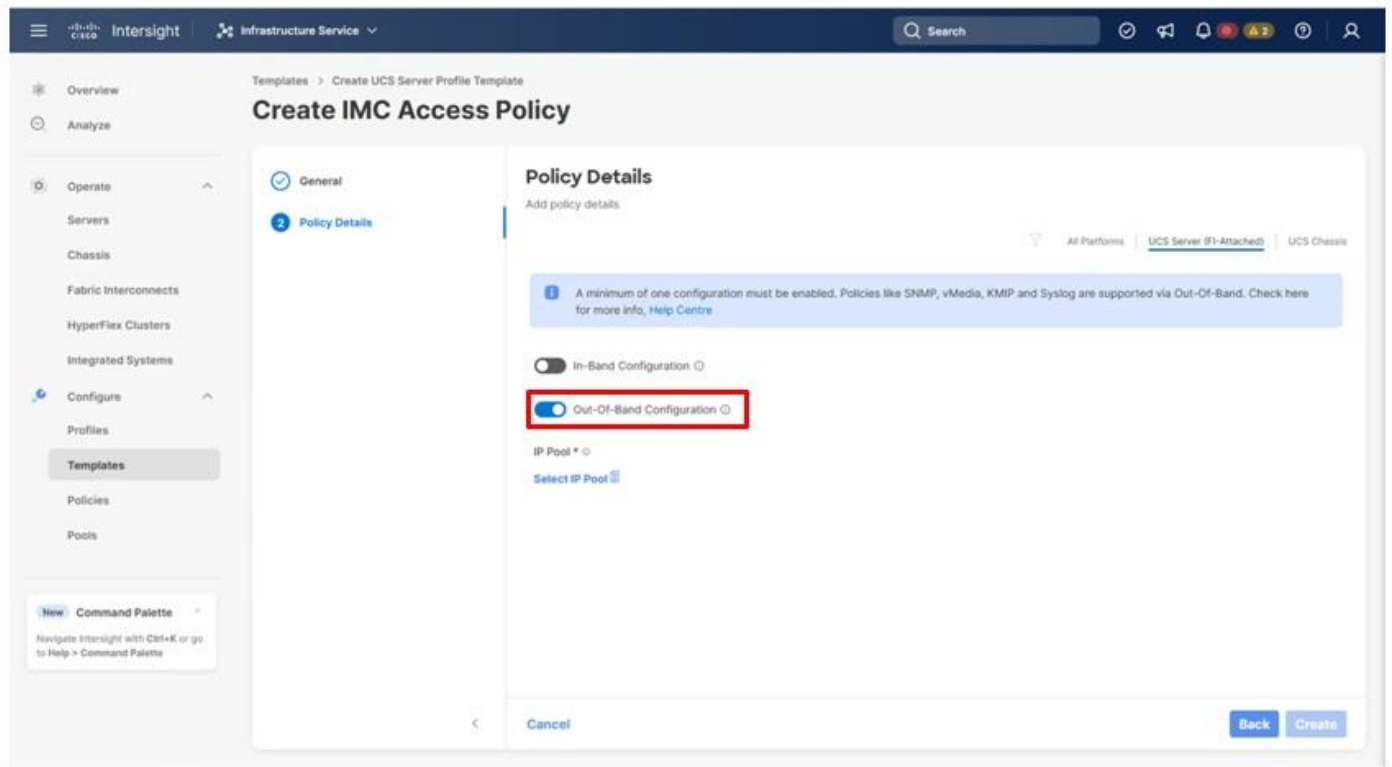 CISCO Intersight
Infrastructure Service
Search
2
Overview
Analyze
Operate
Servers
Chassis
Fabric Interconnects
HyperFlex Clusters
Integrated Systems
Configure
Profiles
Templates
Policies
Pools
New Command Palette
Navigate Intersight with Ctrl+K or go
to Help > Command Palette
Templates > Create UCS Server Profile Template
Create IMC Access Policy
General
2 Policy Details
Policy Details
Add policy details
All Platforms UCS Server (FI-Attached) UCS Chassis
A minimum of one configuration must be enabled. Policies like SNMP, vMedia, KMIP and Syslog are supported via Out-Of-Band. Check here
for more info, Help Centre
In-Band Configuration
Out-Of-Band Configuration
IP Pool *
Select IP Pool
< Cancel Back Create